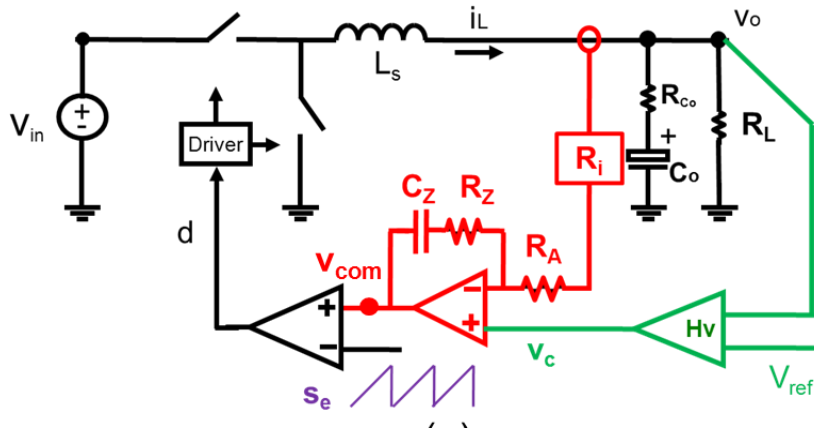 iL
vo
Ls
Vin
+
-
Driver
Rco
+
Co
RL
Ri
CZ
RZ
RA
d
vcom
+
−
−
+
vc
Hv
Vref
se